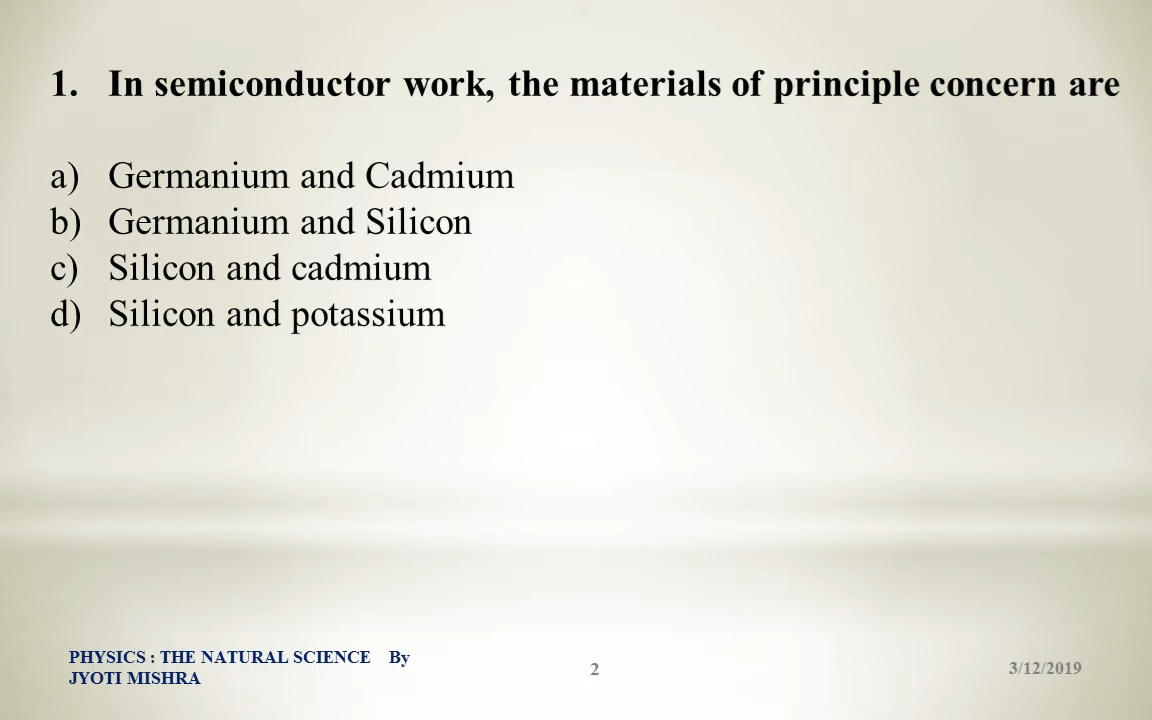 1. In semiconductor work, the materials of principle concern are
a) Germanium and Cadmium
b) Germanium and Silicon
c) Silicon and cadmium
d) Silicon and potassium
PHYSICS : THE NATURAL SCIENCE By
JYOTI MISHRA
2
3/12/2019